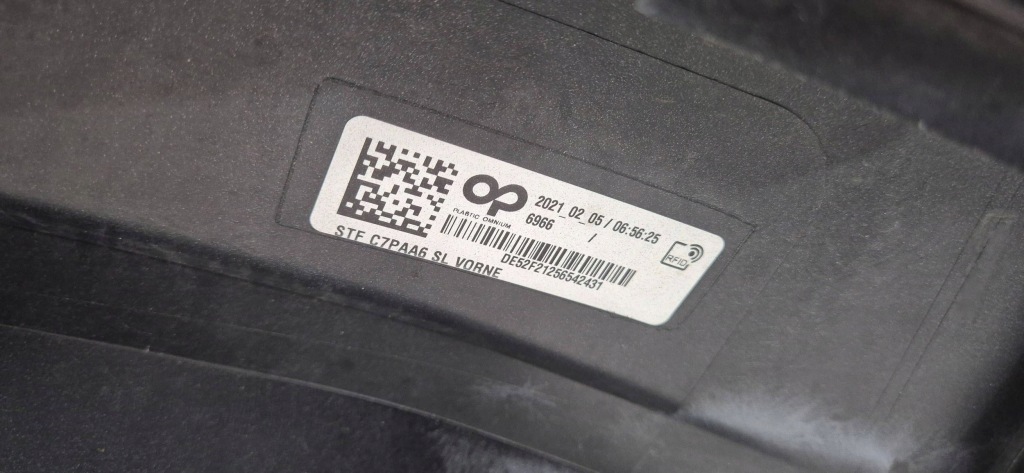 PLASTIC OMNIUM
2021_02_05 / 06:56:25
6966 /
RFID
DE52F21256542431
STF C7PAA6 SL VORNE